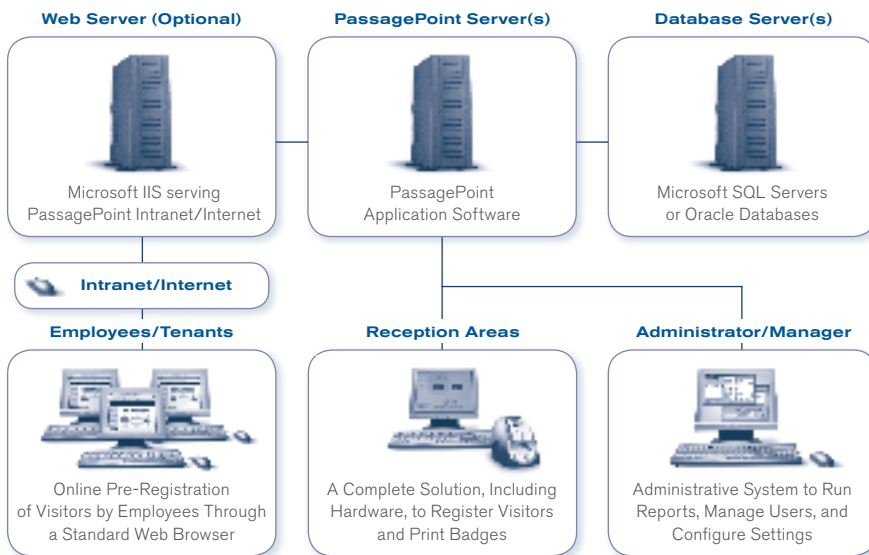 Web Server (Optional)
PassagePoint Server(s)
Database Server(s)
Microsoft IIS serving
PassagePoint Intranet/Internet
PassagePoint
Application Software
Microsoft SQL Servers
or Oracle Databases
Intranet/Internet
Employees/Tenants
Reception Areas
Administrator/Manager
Online Pre-Registration
of Visitors by Employees Through
a Standard Web Browser
A Complete Solution, Including
Hardware, to Register Visitors
and Print Badges
Administrative System to Run
Reports, Manage Users, and
Configure Settings